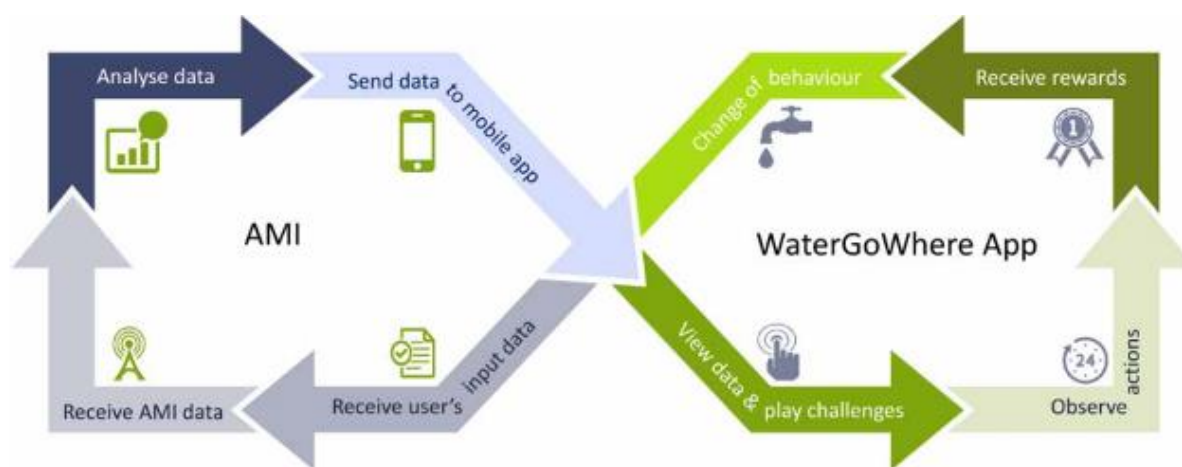 Analyse data
Send data to mobile app
Change of behaviour
Receive rewards
1
AMI
WaterGoWhere App
Receive AMI data
Receive user's input data
View data & play challenges
24
Observe actions